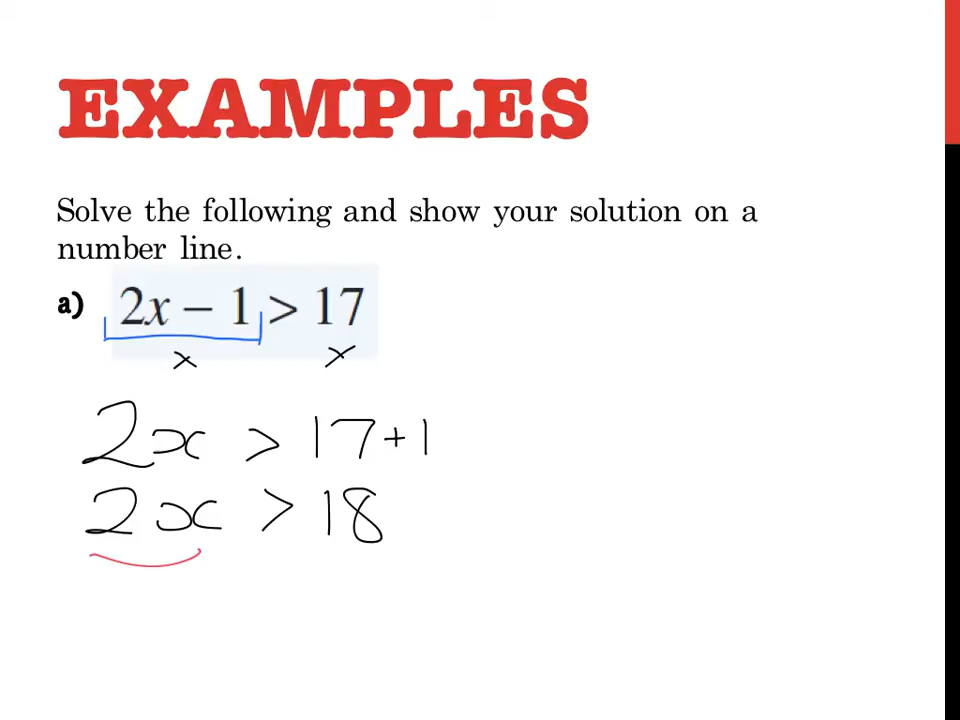 EXAMPLES
Solve the following and show your solution on a
number line.
a) 2x − 1 > 17
x x
2x > 17+1
2x > 18